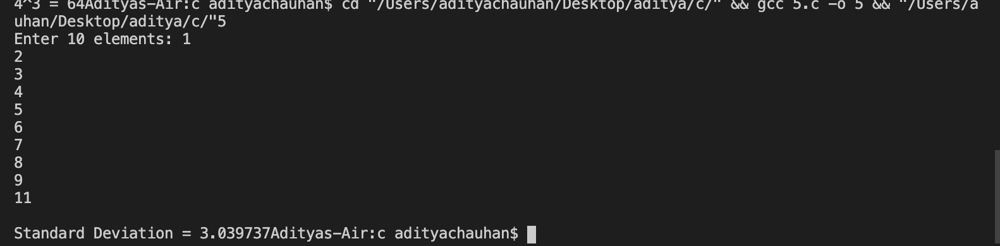 4^3 = 64Adityas-Air:c adityachauhan$ cd "/Users/adityachauhan/Desktop/aditya/c/" && gcc 5.c -o 5 && "/Users/a
uhan/Desktop/aditya/c/"5
Enter 10 elements: 1
2
3
4
5
6
7
8
9
11
Standard Deviation = 3.039737Adityas-Air:c adityachauhan$